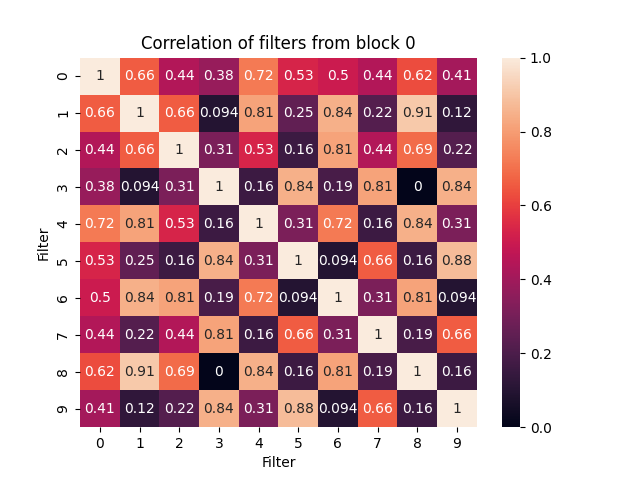 Correlation of filters from block 0
0 1 0.66 0.44 0.38 0.72 0.53 0.5 0.44 0.62 0.41
1 0.66 1 0.66 0.094 0.81 0.25 0.84 0.22 0.91 0.12
2 0.44 0.66 1 0.31 0.53 0.16 0.81 0.44 0.69 0.22
3 0.38 0.094 0.31 1 0.16 0.84 0.19 0.81 0 0.84
4 0.72 0.81 0.53 0.16 1 0.31 0.72 0.16 0.84 0.31
5 0.53 0.25 0.16 0.84 0.31 1 0.094 0.66 0.16 0.88
6 0.5 0.84 0.81 0.19 0.72 0.094 1 0.31 0.81 0.094
7 0.44 0.22 0.44 0.81 0.16 0.66 0.31 1 0.19 0.66
8 0.62 0.91 0.69 0 0.84 0.16 0.81 0.19 1 0.16
9 0.41 0.12 0.22 0.84 0.31 0.88 0.094 0.66 0.16 1
0 1 2 3 4 5 6 7 8 9
Filter
Filter
1.0
0.8
0.6
0.4
0.2
0.0